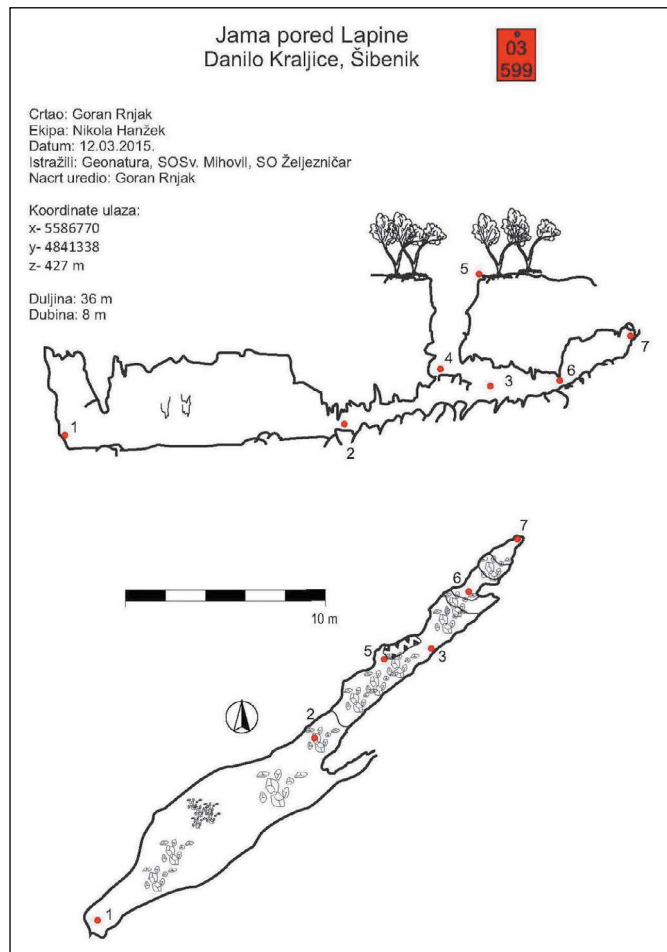 Jama pored Lapine
Danilo Kraljice, Šibenik
03
599
Crtao: Goran Rnjak
Ekipa: Nikola Hanžek
Datum: 12.03.2015.
Istražili: Geonatura, SOSv. Mihovil, SO Željezničar
Nacrt uredio: Goran Rnjak
Koordinate ulaza:
x- 5586770
y- 4841338
z- 427 m
Duljina: 36 m
Dubina: 8 m
5
7
4
6
3
1
2
7
6
10 m
5
3
2
1